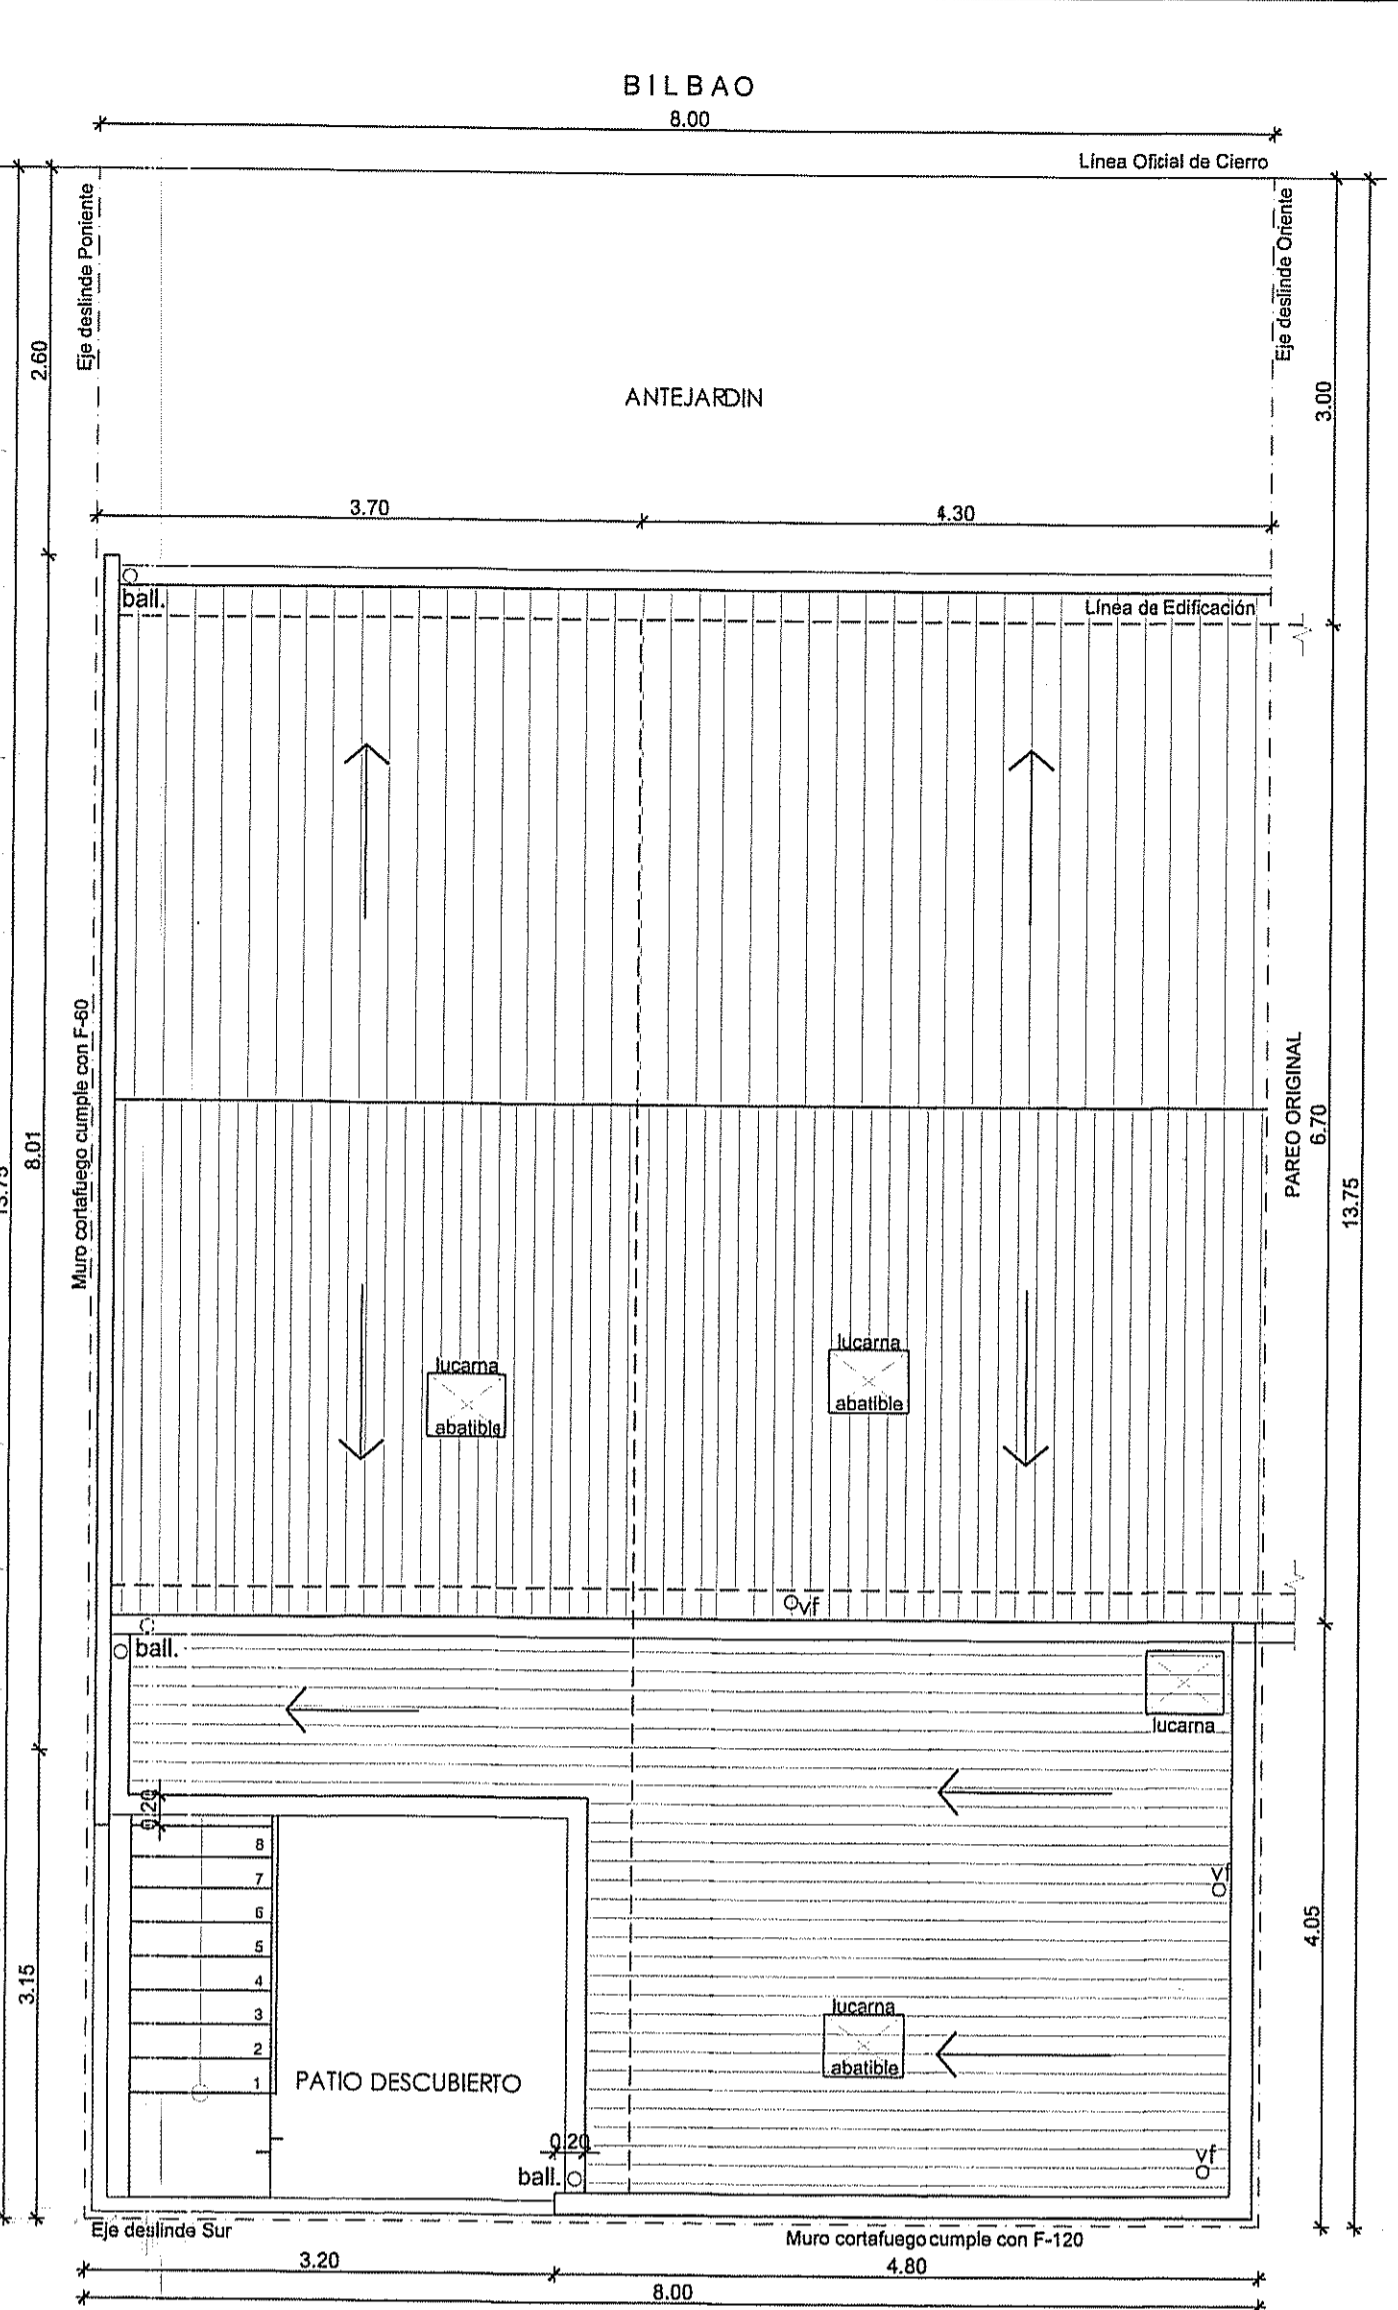 BILBAO
8.00
Línea Oficial de Cierro
Eje deslinde Poniente
Eje deslinde Oriente
2.60
3.00
ANTEJARDIN
3.70
4.30
ball.
Línea de Edificación
Muro cortafuego cumple con F-60
8.01
13.75
PAREO ORIGINAL
6.70
13.75
lucarna
abatible
lucarna
abatible
vf
ball.
lucarna
0.20
8
7
6
5
4
3
2
1
vf
3.15
4.05
lucarna
abatible
PATIO DESCUBIERTO
0.20
ball.
vf
Eje deslinde Sur
Muro cortafuego cumple con F-120
3.20
4.80
8.00